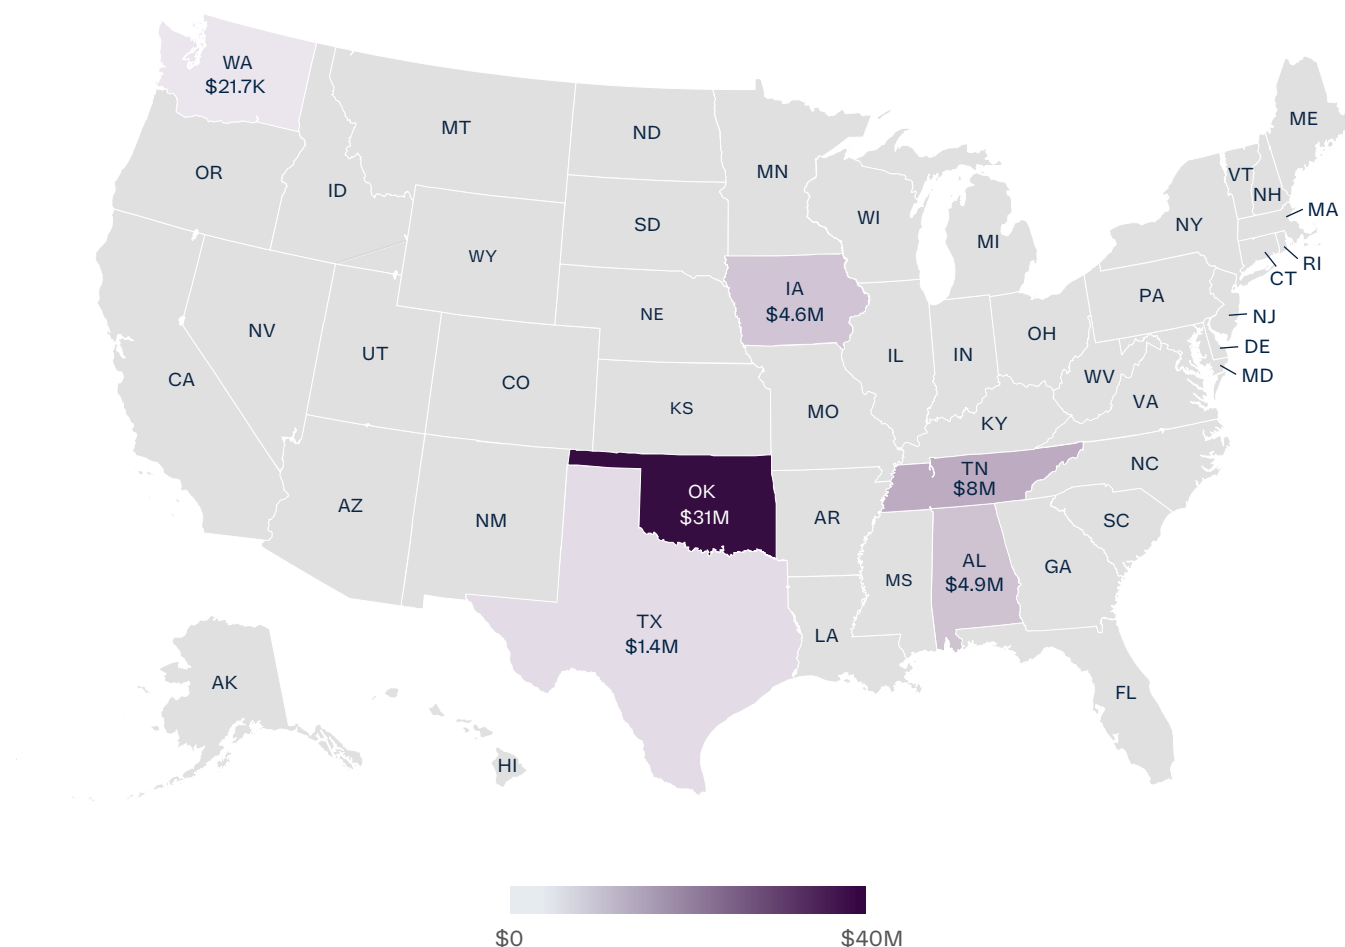 WA
$21.7K
MT
ND
MN
ME
OR
ID
SD
WI
MI
VT
NH
MA
NY
WY
RI
CT
IA
$4.6M
NE
PA
NJ
NV
UT
OH
DE
IL
IN
MD
CA
CO
WV
KS
MO
VA
KY
AZ
NM
OK
$31M
TN
$8M
NC
AR
SC
MS
AL
$4.9M
GA
TX
$1.4M
LA
AK
FL
HI
$0
$40M